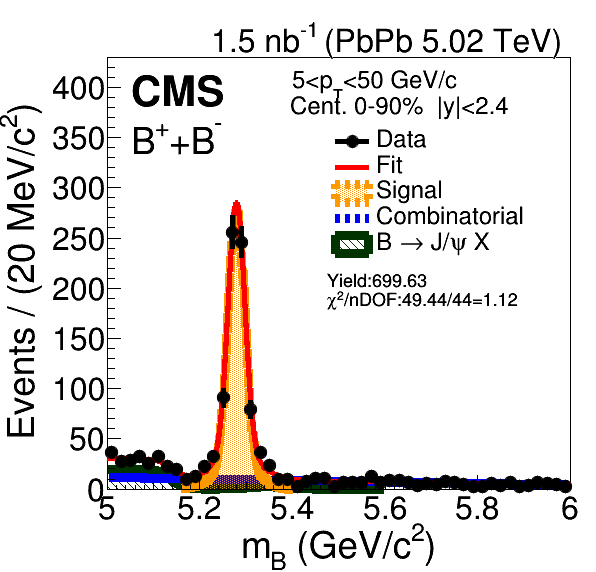 1.5 nb⁻¹ (PbPb 5.02 TeV)
CMS
B⁺+B⁻
5<p_T<50 GeV/c
Cent. 0-90% |y|<2.4
Data
Fit
Signal
Combinatorial
B → J/ψ X
Yield:699.63
χ²/nDOF:49.44/44=1.12
Events / (20 MeV/c²)
400
350
300
250
200
150
100
50
0
5 5.2 5.4 5.6 5.8 6
m_B (GeV/c²)